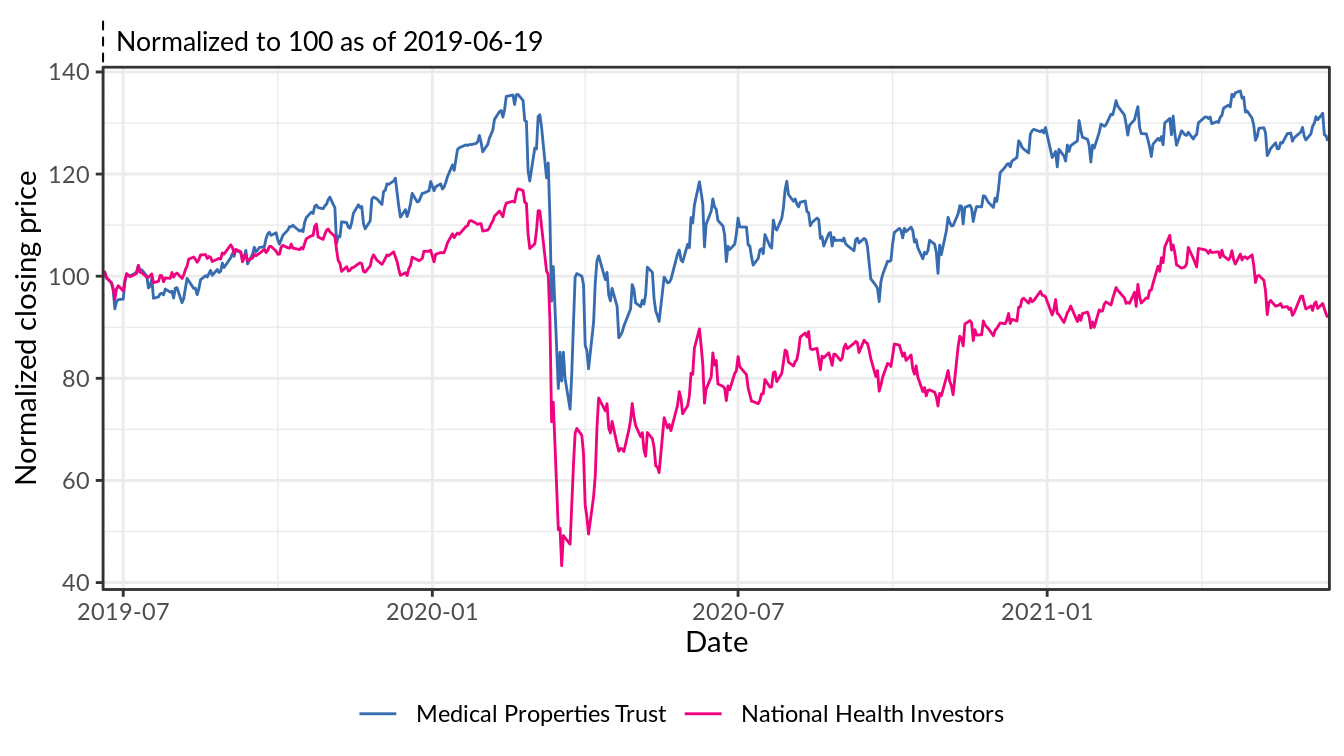 Normalized to 100 as of 2019-06-19
Normalized closing price
140
120
100
80
60
40
2019-07
2020-01
2020-07
2021-01
Date
Medical Properties Trust
National Health Investors